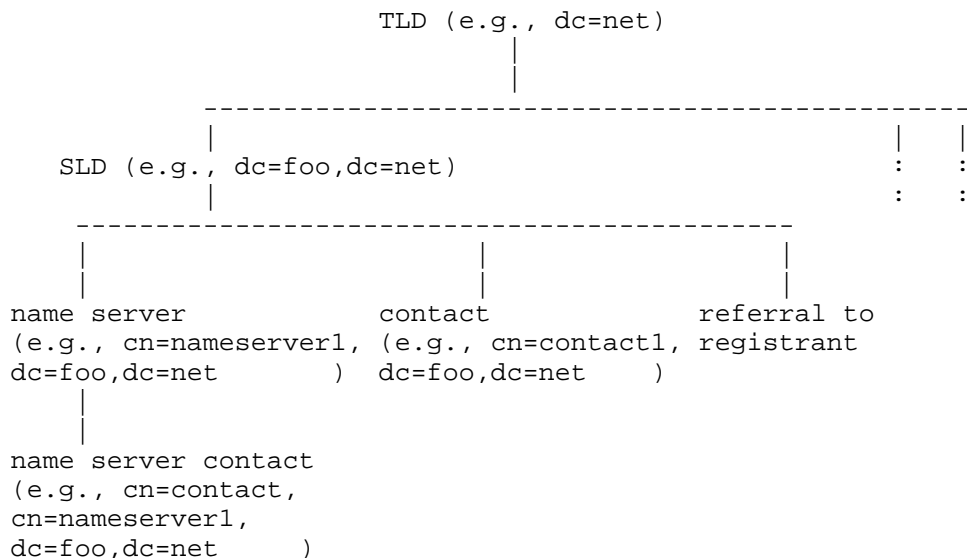 TLD (e.g., dc=net)
SLD (e.g., dc=foo,dc=net)
: :
: :
name server contact referral to
(e.g., cn=nameserver1, (e.g., cn=contact1, registrant
dc=foo,dc=net ) dc=foo,dc=net )
name server contact
(e.g., cn=contact,
cn=nameserver1,
dc=foo,dc=net )